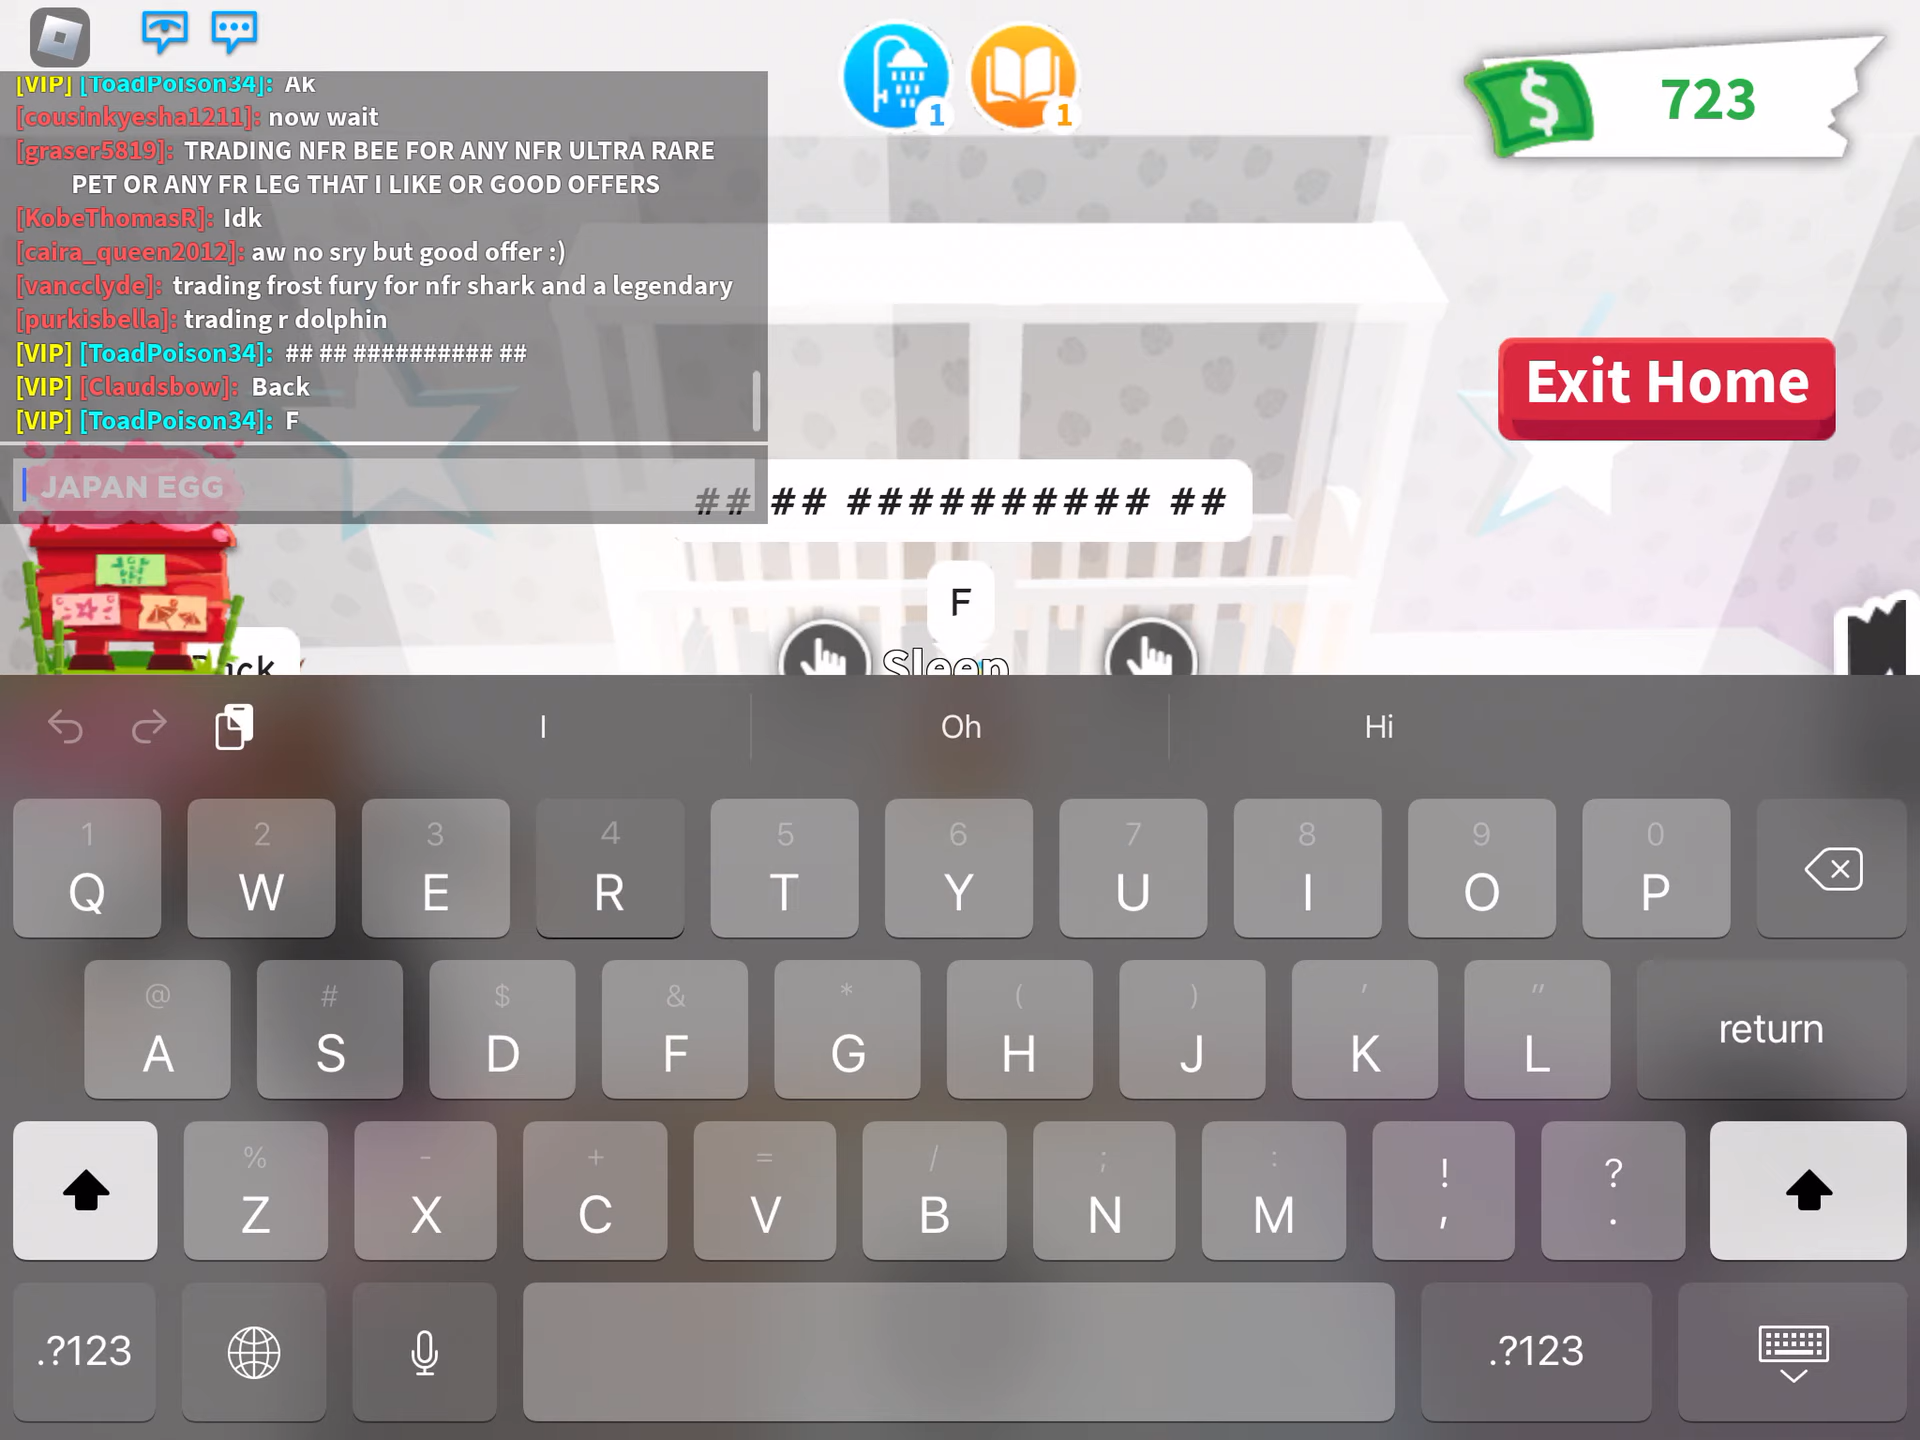 [VIP] [ToadPoison34]: Ak
[cousinkyesha1211]: now wait
[graser5819]: TRADING NFR BEE FOR ANY NFR ULTRA RARE
PET OR ANY FR LEG THAT I LIKE OR GOOD OFFERS
[KobeThomasR]: Idk
[caira_queen2012]: aw no sry but good offer :)
[vancclyde]: trading frost fury for nfr shark and a legendary
[purkisbella]: trading r dolphin
[VIP] [ToadPoison34]: ## ## ########## ##
[VIP] [Claudsbow]: Back
[VIP] [ToadPoison34]: F
1 1
$ 723
Exit Home
JAPAN EGG
## ## ########## ##
F
Sleep
I Oh Hi
1 2 3 4 5 6 7 8 9 0
Q W E R T Y U I O P
@ # $ & * ( ) ' "
A S D F G H J K L return
% - + = / ; : ! ?
Z X C V B N M , .
.?123 .?123